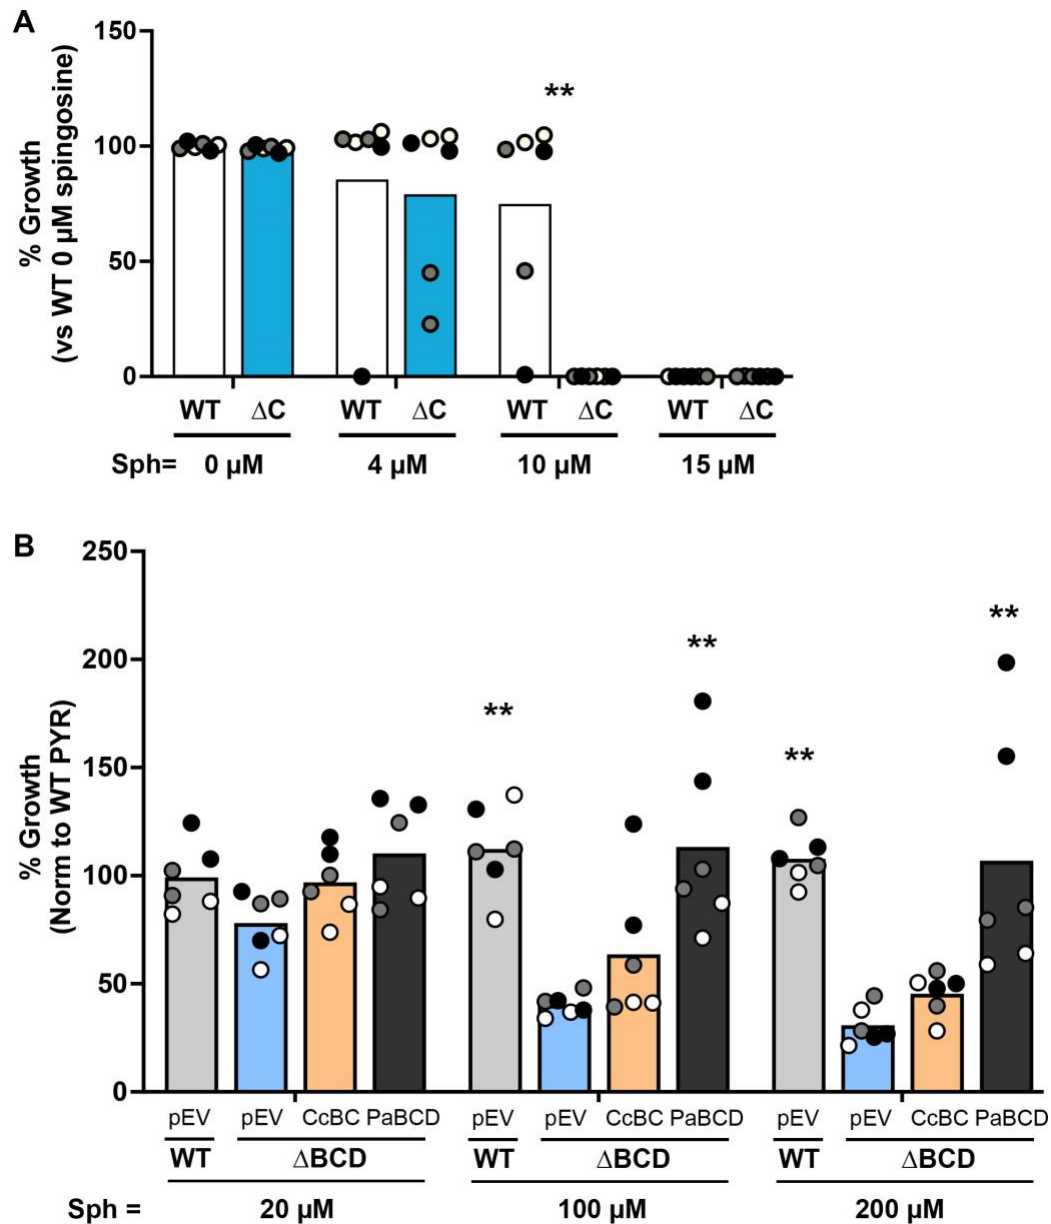 A
% Growth
(vs WT 0 µM spingosine)
150
100
50
0
**
WT ΔC WT ΔC WT ΔC WT ΔC
Sph= 0 µM 4 µM 10 µM 15 µM
B
% Growth
(Norm to WT PYR)
250
200
150
100
50
0
** ** ** **
pEV pEV CcBC PaBCD pEV pEV CcBC PaBCD pEV pEV CcBC PaBCD
WT ΔBCD WT ΔBCD WT ΔBCD
Sph = 20 µM 100 µM 200 µM